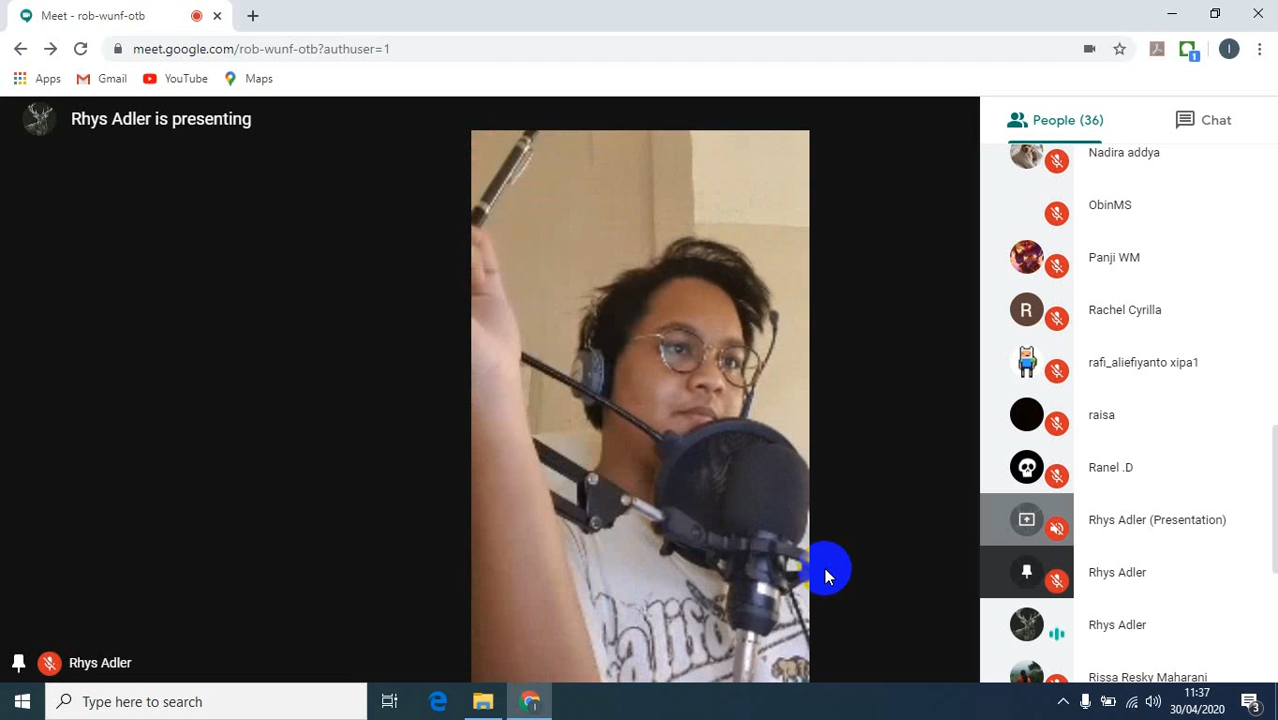 Meet - rob-wunf-otb
meet.google.com/rob-wunf-otb?authuser=1
I
1
Apps Gmail YouTube Maps
Rhys Adler is presenting
People (36) Chat
Nadira addya
ObinMS
Panji WM
R Rachel Cyrilla
rafi_aliefiyanto xipa1
raisa
Ranel .D
Rhys Adler (Presentation)
Rhys Adler
Rhys Adler
Rissa Resky Maharani
Rhys Adler
Type here to search
11:37
30/04/2020
3